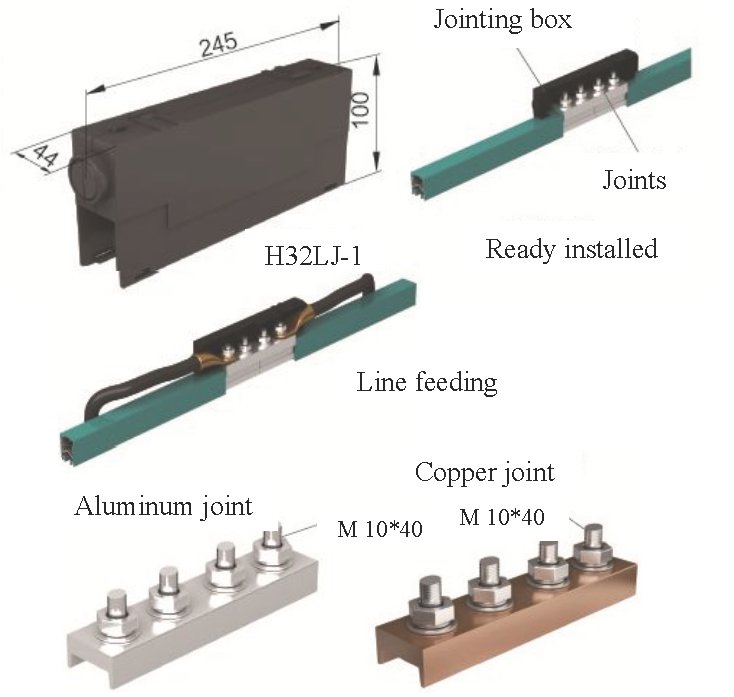 245
Jointing box
100
44
Joints
H32LJ-1
Ready installed
Line feeding
Copper joint
Aluminum joint
M 10*40
M 10*40